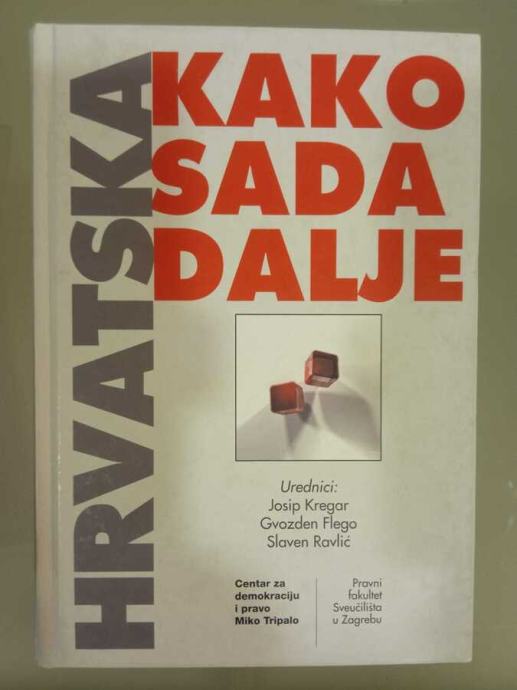 HRVATSKA
KAKO
SADA
DALJE
Urednici:
Josip Kregar
Gvozden Flego
Slaven Ravlić
Centar za
demokraciju
i pravo
Miko Tripalo
Pravni
fakultet
Sveučilišta
u Zagrebu